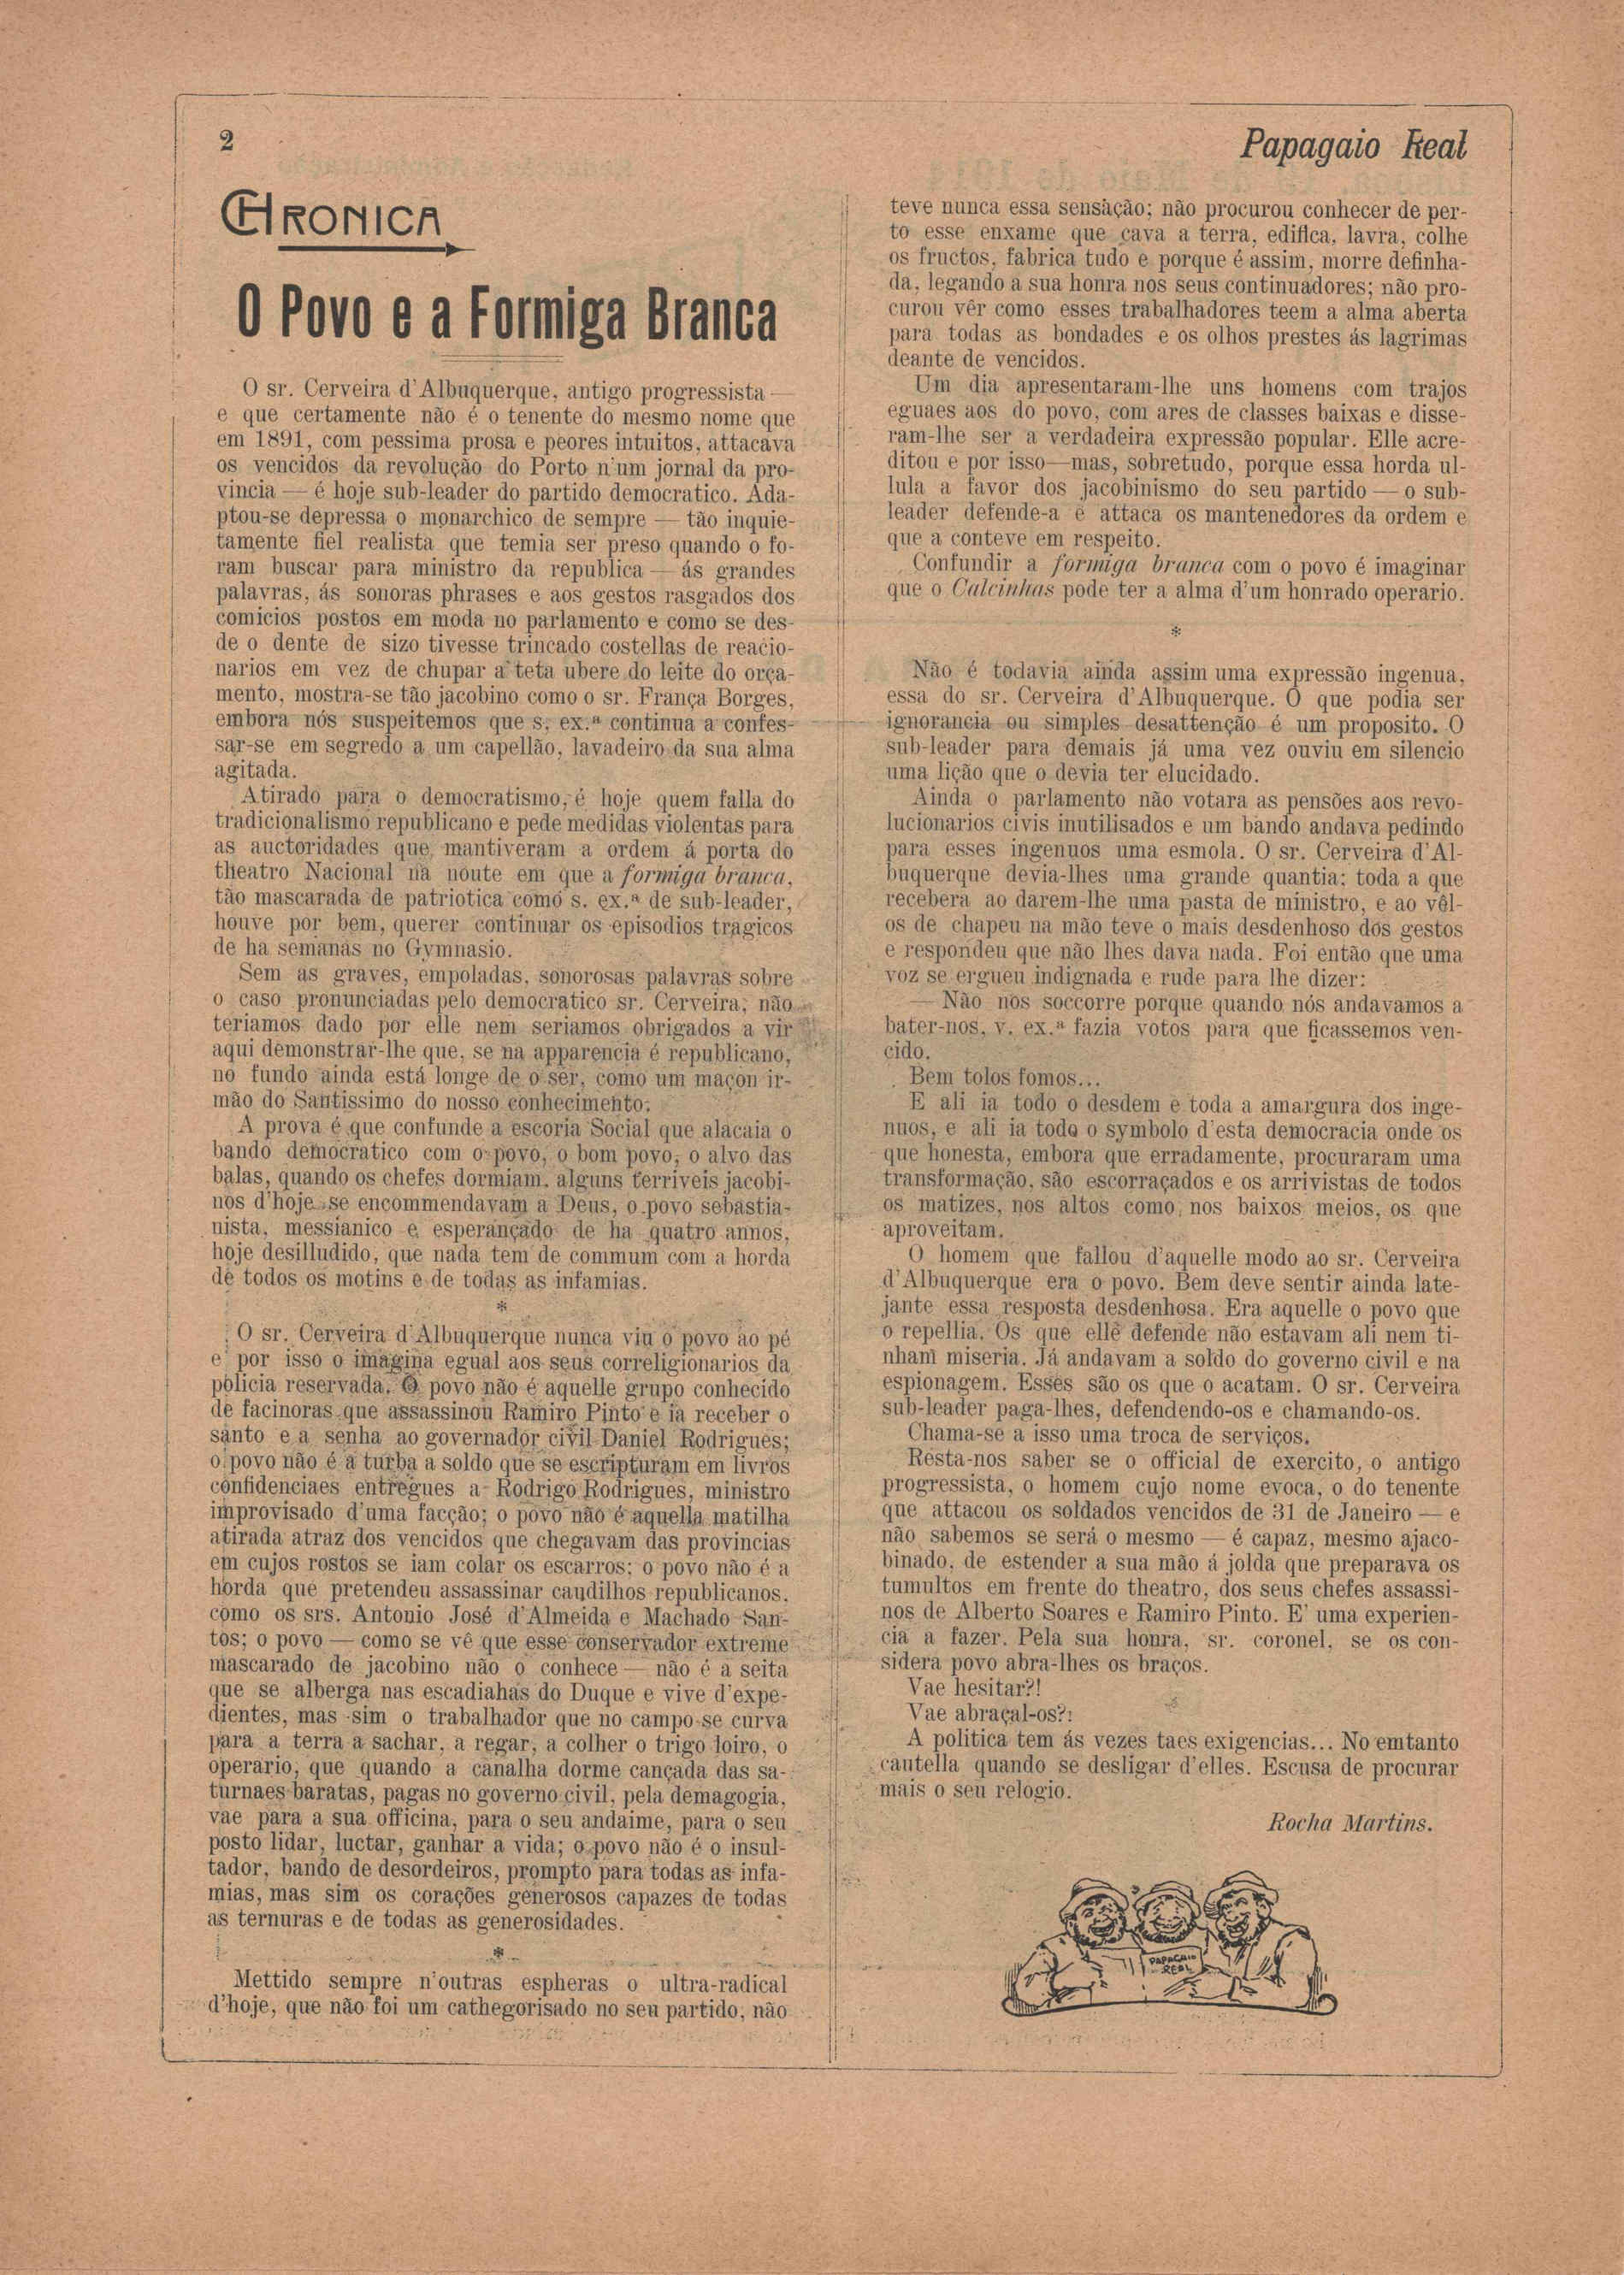 2
Papagaio Real
CHRONICA
O Povo e a Formiga Branca
O sr. Cerveira d'Albuquerque, antigo progressista —
e que certamente não é o tenente do mesmo nome que
em 1891, com pessima prosa e peores intuitos, attacava
os vencidos da revolução do Porto n'um jornal da pro-
vincia — é hoje sub-leader do partido democratico. Ada-
ptou-se depressa o monarchico de sempre — tão inquie-
tamente fiel realista que temia ser preso quando o fo-
ram buscar para ministro da republica — ás grandes
palavras, ás sonoras phrases e aos gestos rasgados dos
comicios postos em moda no parlamento e como se des-
de o dente de sizo tivesse trincado costellas de reacio-
narios em vez de chupar a teta ubere do leite do orça-
mento, mostra-se tão jacobino como o sr. França Borges,
embora nós suspeitemos que s. ex.ª continua a confes-
sar-se em segredo a um capellão, lavadeiro da sua alma
agitada.
Atirado para o democratismo, é hoje quem falla do
tradicionalismo republicano e pede medidas violentas para
as auctoridades que mantiveram a ordem á porta do
theatro Nacional na noute em que a formiga branca,
tão mascarada de patriotica como s. ex.ª de sub-leader,
houve por bem, querer continuar os episodios tragicos
de ha semanas no Gymnasio.
Sem as graves, empoladas, sonorosas palavras sobre
o caso pronunciadas pelo democratico sr. Cerveira, não
teriamos dado por elle nem seriamos obrigados a vir
aqui demonstrar-lhe que, se na apparencia é republicano,
no fundo ainda está longe de o ser, como um maçon ir-
mão do Santissimo do nosso conhecimento.
A prova é que confunde a escoria Social que alacaia o
bando democratico com o povo, o bom povo, o alvo das
balas, quando os chefes dormiam, alguns terriveis jacobi-
nos d'hoje se encommendavam a Deus, o povo sebastia-
nista, messianico e esperançado de ha quatro annos,
hoje desilludido, que nada tem de commum com a horda
de todos os motins e de todas as infamias.
*
O sr. Cerveira d'Albuquerque nunca viu o povo ao pé
e por isso o imagina egual aos seus correligionarios da
policia reservada. O povo não é aquelle grupo conhecido
de facinoras que assassinou Ramiro Pinto e ia receber o
santo e a senha ao governador civil Daniel Rodrigues;
o povo não é a turba a soldo que se escripturam em livros
confidenciaes entregues a Rodrigo Rodrigues, ministro
improvisado d'uma facção; o povo não é aquella matilha
atirada atraz dos vencidos que chegavam das provincias
em cujos rostos se iam colar os escarros; o povo não é a
horda que pretendeu assassinar caudilhos republicanos,
como os srs. Antonio José d'Almeida e Machado San-
tos; o povo — como se vê que esse conservador extreme
mascarado de jacobino não o conhece — não é a seita
que se alberga nas escadiahas do Duque e vive d'expe-
dientes, mas sim o trabalhador que no campo se curva
para a terra a sachar, a regar, a colher o trigo loiro, o
operario, que quando a canalha dorme cançada das sa-
turnaes baratas, pagas no governo civil, pela demagogia,
vae para a sua officina, para o seu andaime, para o seu
posto lidar, luctar, ganhar a vida; o povo não é o insul-
tador, bando de desordeiros, prompto para todas as infa-
mias, mas sim os corações generosos capazes de todas
as ternuras e de todas as generosidades.
*
Mettido sempre n'outras espheras o ultra-radical
d'hoje, que não foi um cathegorisado no seu partido, não
teve nunca essa sensàção; não procurou conhecer de per-
to esse enxame que cava a terra, edifica, lavra, colhe
os fructos, fabrica tudo e porque é assim, morre definha-
da, legando a sua honra nos seus continuadores; não pro-
curou vêr como esses trabalhadores teem a alma aberta
para todas as bondades e os olhos prestes ás lagrimas
deante de vencidos.
Um dia apresentaram-lhe uns homens com trajos
eguaes aos do povo, com ares de classes baixas e disse-
ram-lhe ser a verdadeira expressão popular. Elle acre-
ditou e por isso—mas, sobretudo, porque essa horda ul-
lula a favor dos jacobinismo do seu partido — o sub-
leader defende-a e attaca os mantenedores da ordem e
que a conteve em respeito.
Confundir a formiga branca com o povo é imaginar
que o Calcinhas pode ter a alma d'um honrado operario.
*
Não é todavia ainda assim uma expressão ingenua,
essa do sr. Cerveira d'Albuquerque. O que podia ser
ignorancia ou simples desattenção é um proposito. O
sub-leader para demais já uma vez ouviu em silencio
uma lição que o devia ter elucidado.
Ainda o parlamento não votara as pensões aos revo-
lucionarios civis inutilisados e um bando andava pedindo
para esses ingenuos uma esmola. O sr. Cerveira d'Al-
buquerque devia-lhes uma grande quantia; toda a que
recebera ao darem-lhe uma pasta de ministro, e ao vêl-
os de chapeu na mão teve o mais desdenhoso dos gestos
e respondeu que não lhes dava nada. Foi então que uma
voz se ergueu indignada e rude para lhe dizer:
— Não nos soccorre porque quando nós andavamos a
bater-nos, v. ex.ª fazia votos para que ficassemos ven-
cido.
Bem tolos fomos...
E ali ia todo o desdem e toda a amargura dos inge-
nuos, e ali ia todo o symbolo d'esta democracia onde os
que honesta, embora que erradamente, procuraram uma
transformação, são escorraçados e os arrivistas de todos
os matizes, nos altos como nos baixos meios, os que
aproveitam.
O homem que fallou d'aquelle modo ao sr. Cerveira
d'Albuquerque era o povo. Bem deve sentir ainda late-
jante essa resposta desdenhosa. Era aquelle o povo que
o repellia. Os que elle defende não estavam ali nem ti-
nham miseria. Já andavam a soldo do governo civil e na
espionagem. Esses são os que o acatam. O sr. Cerveira
sub-leader paga-lhes, defendendo-os e chamando-os.
Chama-se a isso uma troca de serviços.
Resta-nos saber se o official de exercito, o antigo
progressista, o homem cujo nome evoca, o do tenente
que attacou os soldados vencidos de 31 de Janeiro — e
não sabemos se será o mesmo — é capaz, mesmo ajaco-
binado, de estender a sua mão á jolda que preparava os
tumultos em frente do theatro, dos seus chefes assassi-
nos de Alberto Soares e Ramiro Pinto. E' uma experien-
cia a fazer. Pela sua honra, sr. coronel, se os con-
sidera povo abra-lhes os braços.
Vae hesitar?!
Vae abraçal-os?:
A politica tem ás vezes taes exigencias... No emtanto
cautella quando se desligar d'elles. Escusa de procurar
mais o seu relogio.
Rocha Martins.
PAPAGAIO
REAL